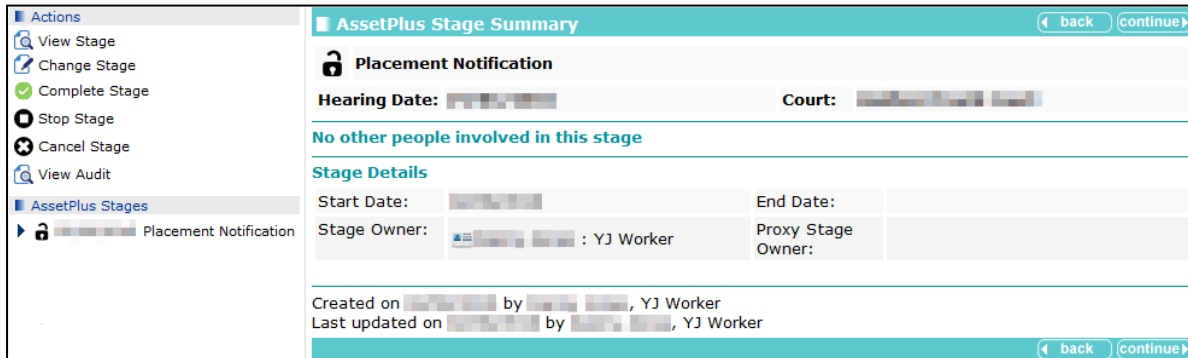 Actions
View Stage
Change Stage
Complete Stage
Stop Stage
Cancel Stage
View Audit
AssetPlus Stages
Placement Notification
AssetPlus Stage Summary
back continue
Placement Notification
Hearing Date: Court:
No other people involved in this stage
Stage Details
Start Date: End Date:
Stage Owner: : YJ Worker Proxy Stage
Owner:
Created on by , YJ Worker
Last updated on by , YJ Worker
back continue